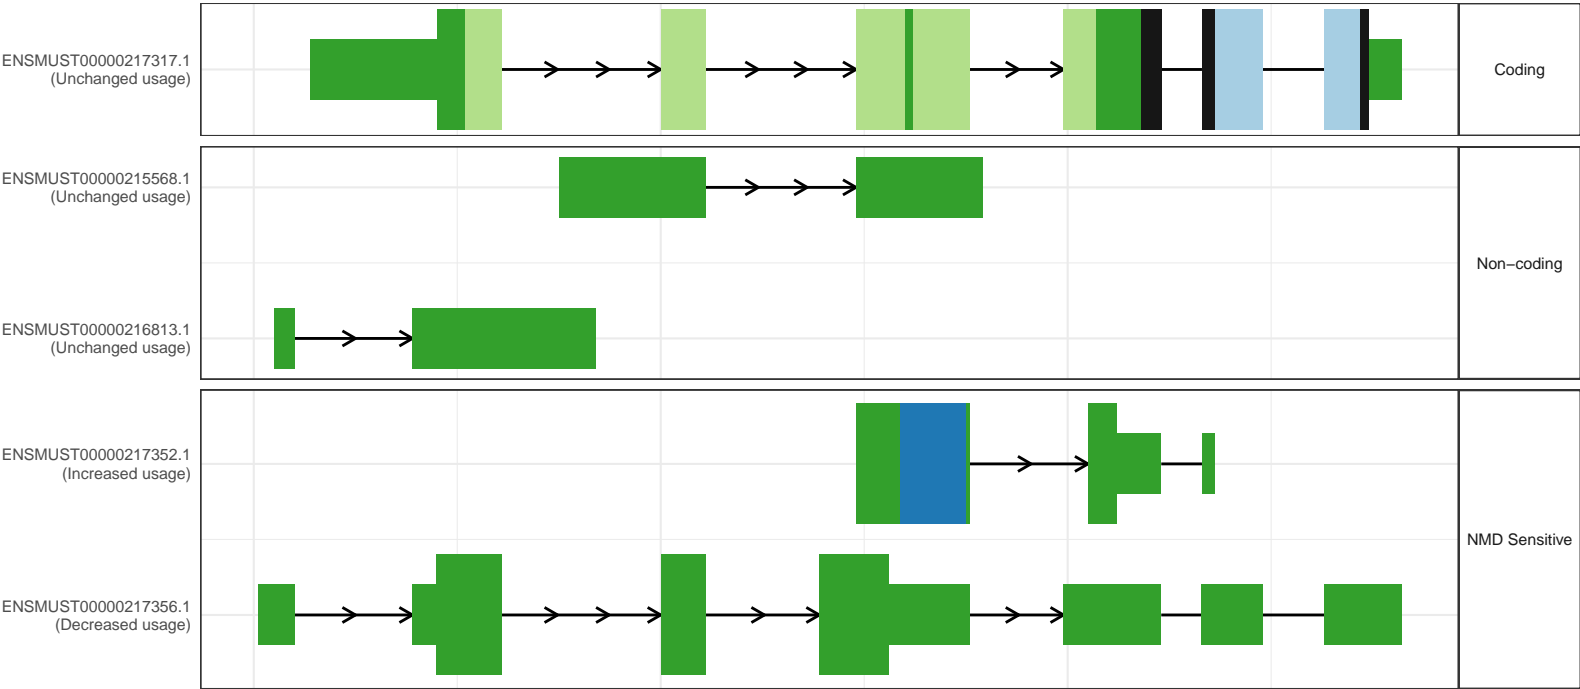 ENSMUST00000217317.1
(Unchanged usage)
Coding
ENSMUST00000215568.1
(Unchanged usage)
Non−coding
ENSMUST00000216813.1
(Unchanged usage)
ENSMUST00000217352.1
(Increased usage)
NMD Sensitive
ENSMUST00000217356.1
(Decreased usage)